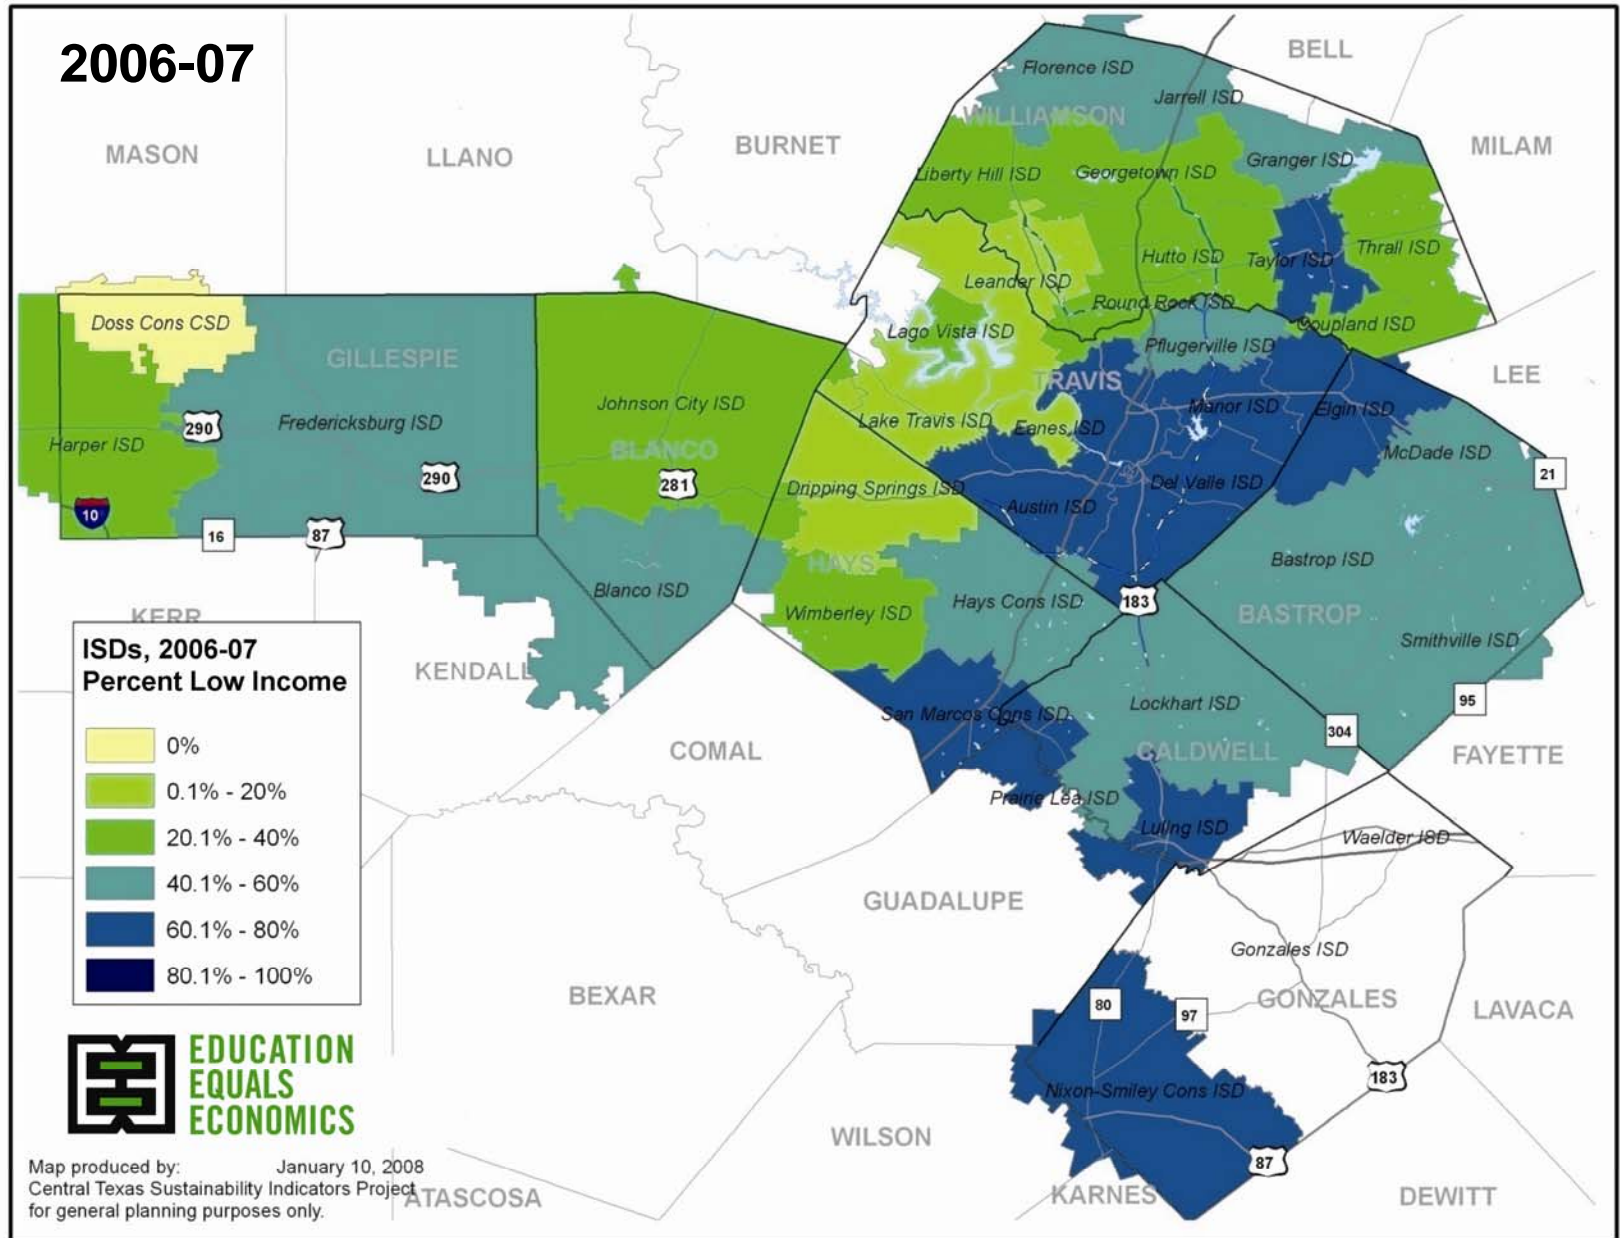 2006-07
BELL
Florence ISD
Jarrell ISD
WILLIAMSON
MASON
LLANO
BURNET
MILAM
Granger ISD
Liberty Hill ISD
Georgetown ISD
Hutto ISD
Taylor ISD
Thrall ISD
Leander ISD
Round Rock ISD
Doss Cons CSD
Lago Vista ISD
Coupland ISD
Pflugerville ISD
GILLESPIE
TRAVIS
LEE
Johnson City ISD
Manor ISD
Elgin ISD
Fredericksburg ISD
Lake Travis ISD
Eanes ISD
290
Harper ISD
BLANCO
McDade ISD
290
281
Dripping Springs ISD
Del Valle ISD
21
10
Austin ISD
16
87
HAYS
Bastrop ISD
Blanco ISD
Hays Cons ISD
183
KERR
Wimberley ISD
BASTROP
Smithville ISD
ISDs, 2006-07
Percent Low Income
KENDALL
95
Lockhart ISD
San Marcos Cons ISD
304
0%
COMAL
CALDWELL
FAYETTE
0.1% - 20%
Prairie Lea ISD
20.1% - 40%
Luling ISD
Waelder ISD
40.1% - 60%
GUADALUPE
60.1% - 80%
Gonzales ISD
80.1% - 100%
BEXAR
80
97
GONZALES
LAVACA
EDUCATION
EQUALS
ECONOMICS
183
Nixon-Smiley Cons ISD
WILSON
87
Map produced by: January 10, 2008
Central Texas Sustainability Indicators Project
for general planning purposes only.
ATASCOSA
KARNES
DEWITT